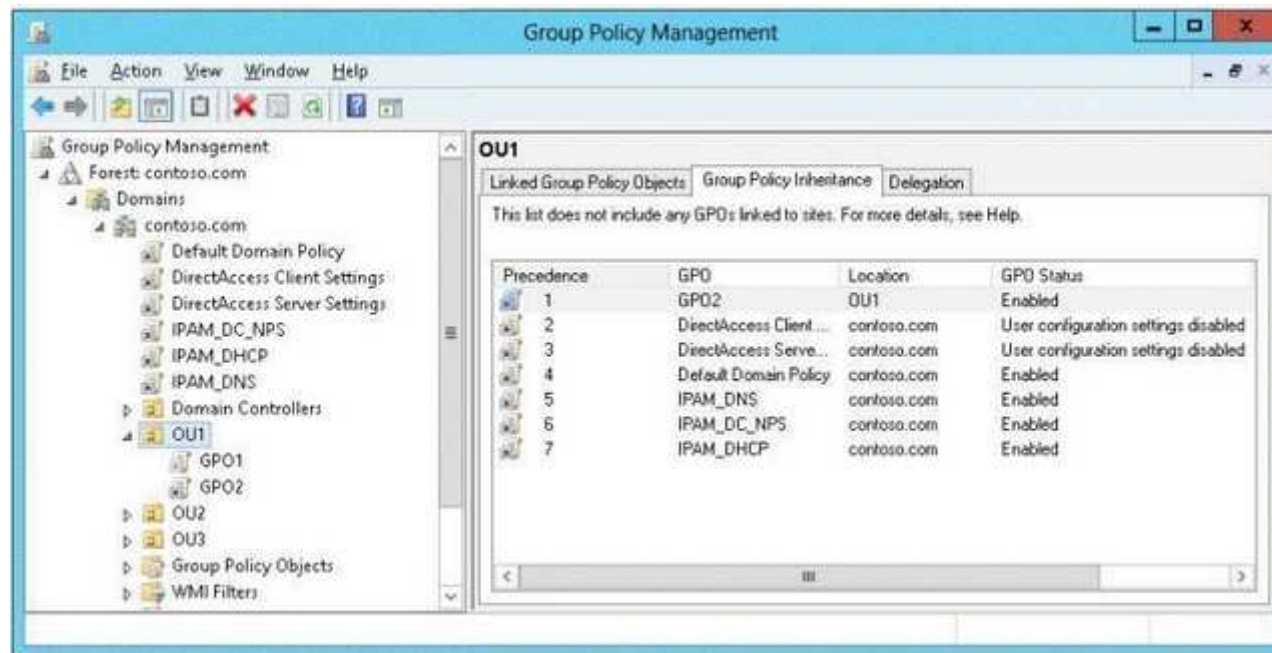 Group Policy Management
File Action View Window Help
Group Policy Management
Forest: contoso.com
Domains
contoso.com
Default Domain Policy
DirectAccess Client Settings
DirectAccess Server Settings
IPAM_DC_NPS
IPAM_DHCP
IPAM_DNS
Domain Controllers
OU1
GPO1
GPO2
OU2
OU3
Group Policy Objects
WMI Filters
OU1
Linked Group Policy Objects Group Policy Inheritance Delegation
This list does not include any GPOs linked to sites. For more details, see Help.
Precedence GPO Location GPO Status
1 GPO2 OU1 Enabled
2 DirectAccess Client ... contoso.com User configuration settings disabled
3 DirectAccess Serve... contoso.com User configuration settings disabled
4 Default Domain Policy contoso.com Enabled
5 IPAM_DNS contoso.com Enabled
6 IPAM_DC_NPS contoso.com Enabled
7 IPAM_DHCP contoso.com Enabled